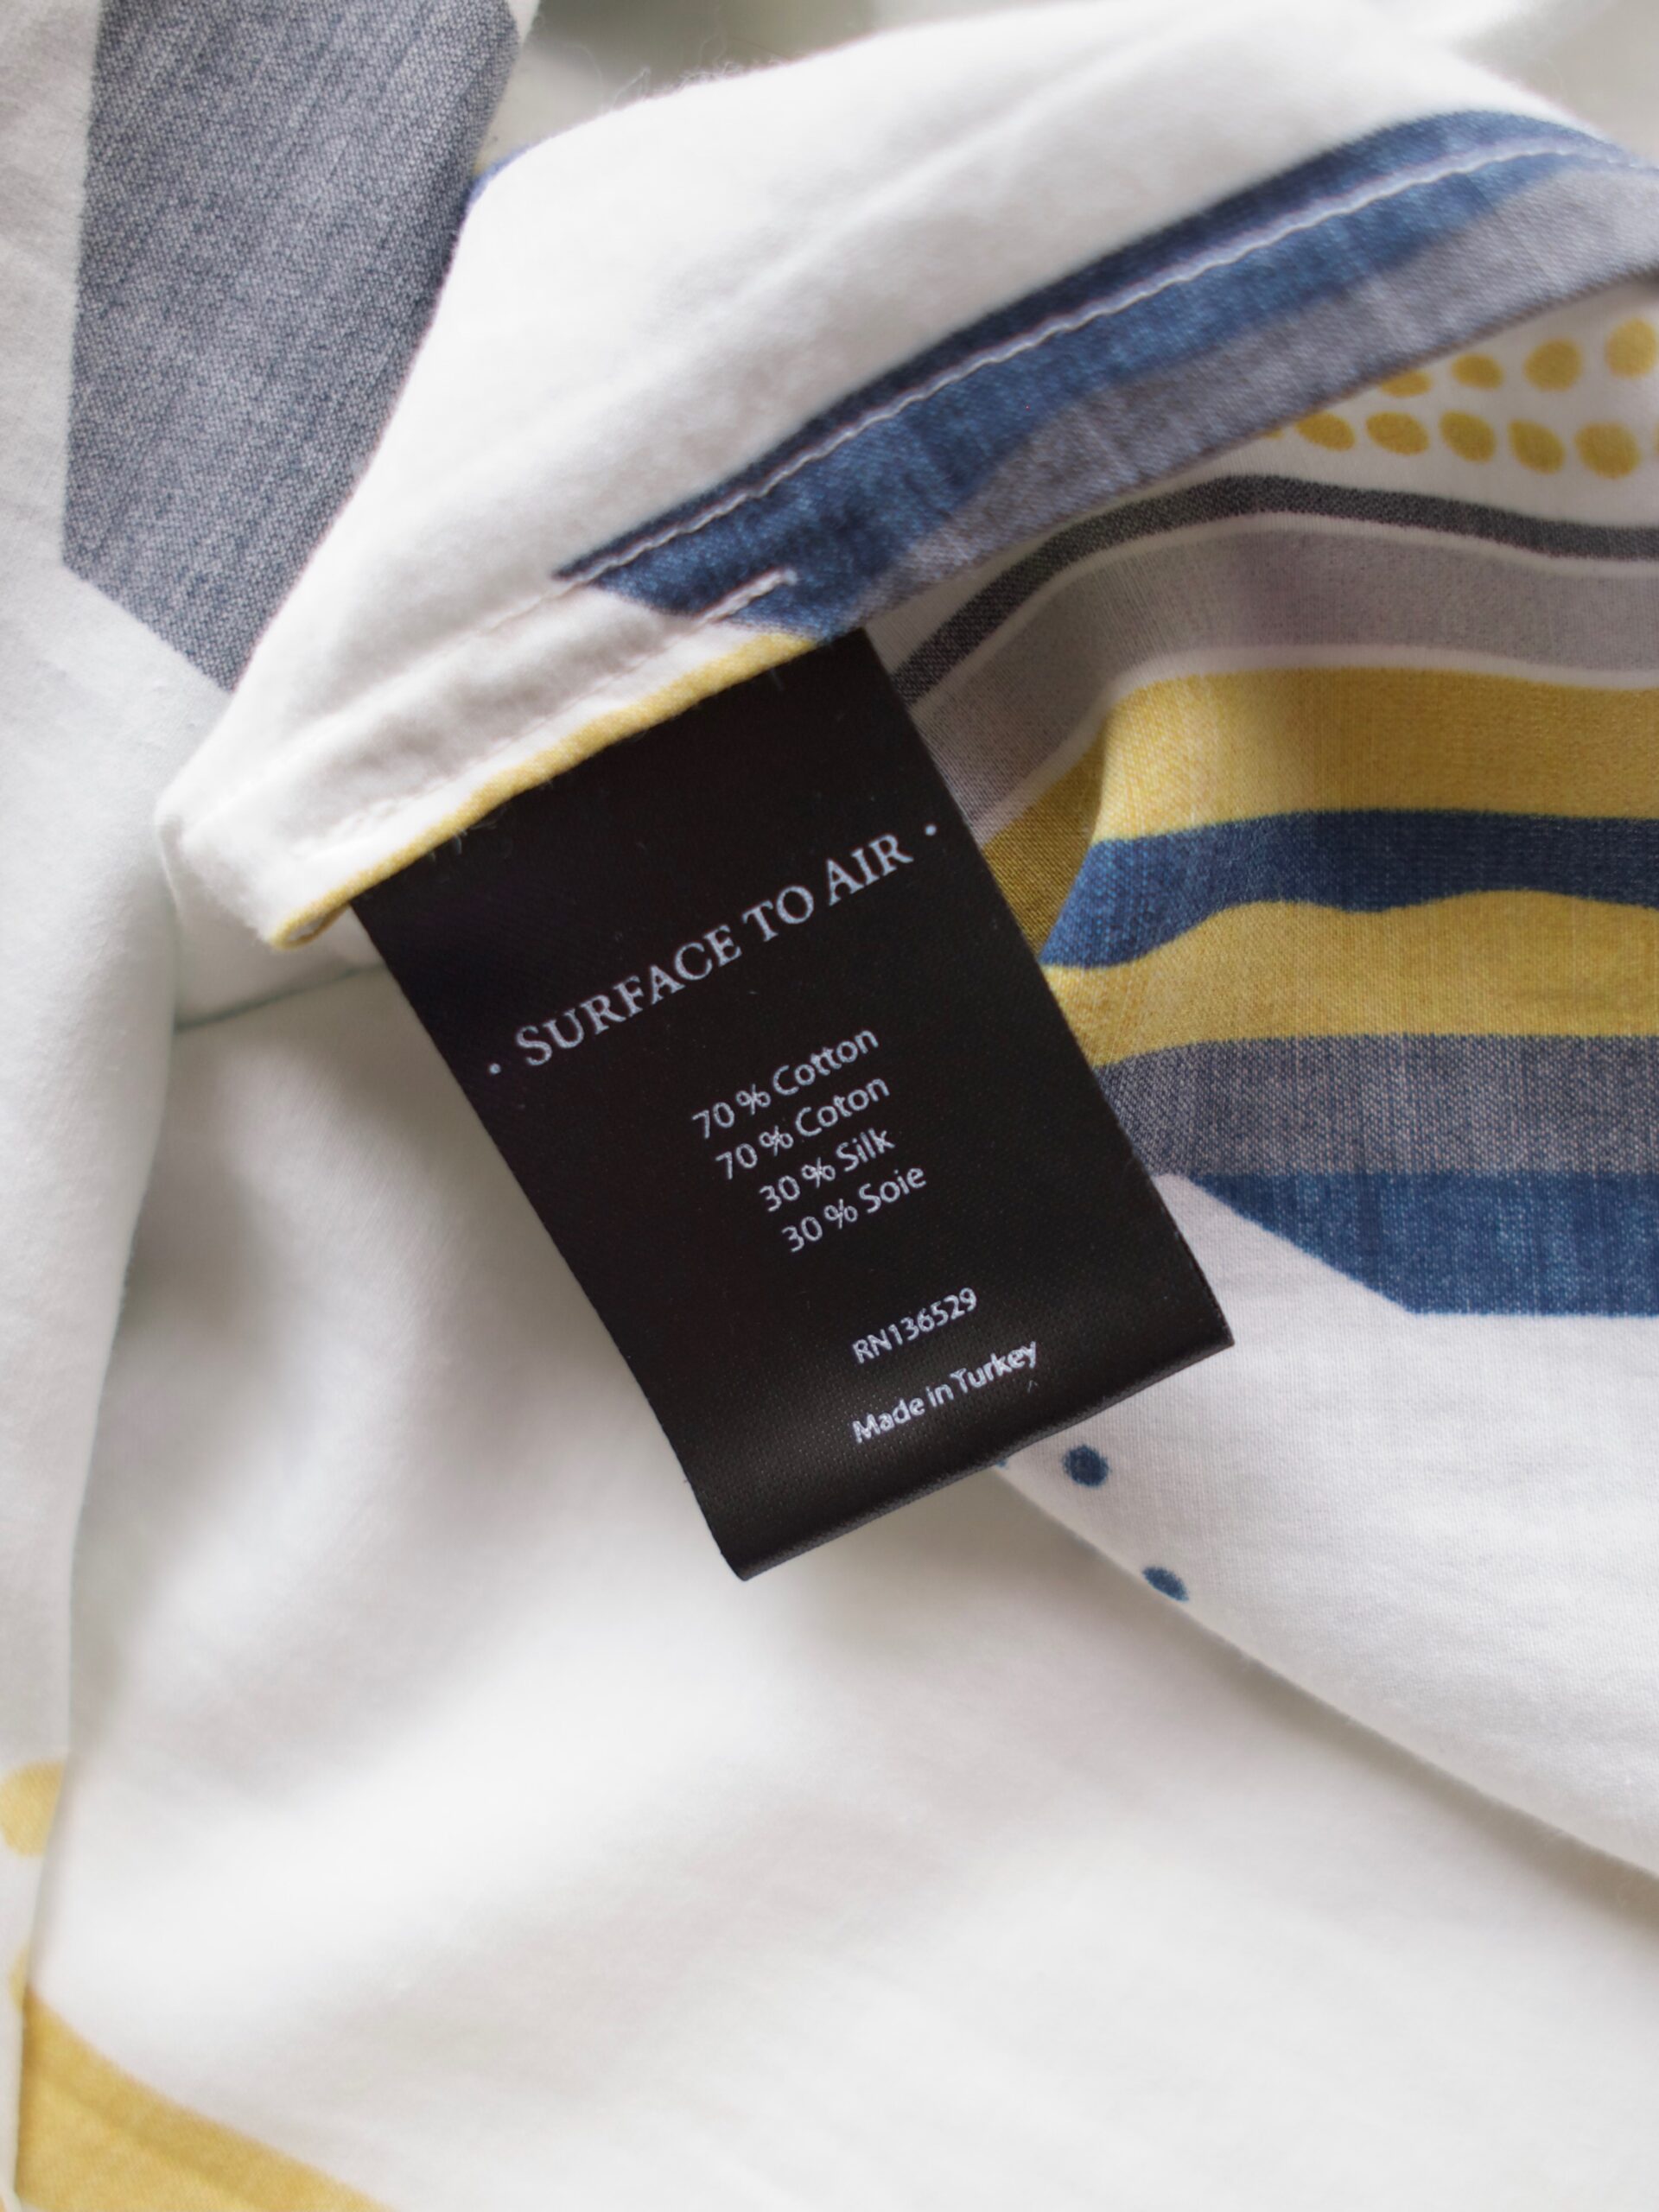 · SURFACE TO AIR ·
70 % Cotton
70 % Coton
30 % Silk
30 % Soie
RN136529
Made in Turkey